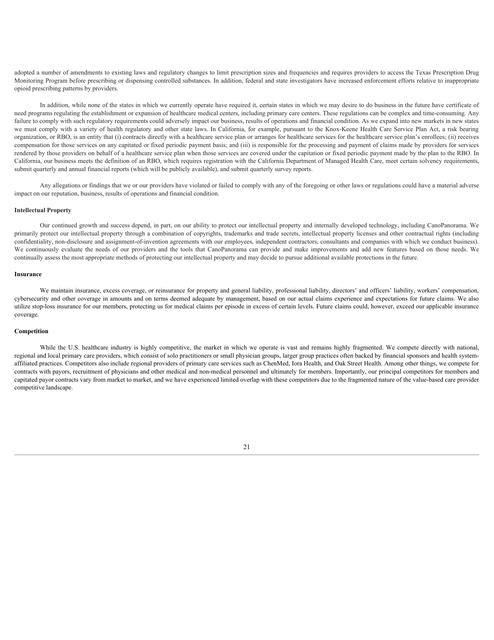 adopted a number of amendments to existing laws and regulatory changes to limit prescription sizes and frequencies and requires providers to access the Texas Prescription Drug
Monitoring Program before prescribing or dispensing controlled substances. In addition, federal and state investigators have increased enforcement efforts relative to inappropriate
opioid prescribing patterns by providers.
In addition, while none of the states in which we currently operate have required it, certain states in which we may desire to do business in the future have certificate of
need programs regulating the establishment or expansion of healthcare medical centers, including primary care centers. These regulations can be complex and time-consuming. Any
failure to comply with such regulatory requirements could adversely impact our business, results of operations and financial condition. As we expand into new markets in new states
we must comply with a variety of health regulatory and other state laws. In California, for example, pursuant to the Knox-Keene Health Care Service Plan Act, a risk bearing
organization, or RBO, is an entity that (i) contracts directly with a healthcare service plan or arranges for healthcare services for the healthcare service plan's enrollees; (ii) receives
compensation for those services on any capitated or fixed periodic payment basis; and (iii) is responsible for the processing and payment of claims made by providers for services
rendered by those providers on behalf of a healthcare service plan when those services are covered under the capitation or fixed periodic payment made by the plan to the RBO. In
California, our business meets the definition of an RBO, which requires registration with the California Department of Managed Health Care, meet certain solvency requirements,
submit quarterly and annual financial reports (which will be publicly available), and submit quarterly survey reports.
Any allegations or findings that we or our providers have violated or failed to comply with any of the foregoing or other laws or regulations could have a material adverse
impact on our reputation, business, results of operations and financial condition.
Intellectual Property
Our continued growth and success depend, in part, on our ability to protect our intellectual property and internally developed technology, including CanoPanorama. We
primarily protect our intellectual property through a combination of copyrights, trademarks and trade secrets, intellectual property licenses and other contractual rights (including
confidentiality, non-disclosure and assignment-of-invention agreements with our employees, independent contractors, consultants and companies with which we conduct business).
We continuously evaluate the needs of our providers and the tools that CanoPanorama can provide and make improvements and add new features based on those needs. We
continually assess the most appropriate methods of protecting our intellectual property and may decide to pursue additional available protections in the future.
Insurance
We maintain insurance, excess coverage, or reinsurance for property and general liability, professional liability, directors' and officers' liability, workers' compensation,
cybersecurity and other coverage in amounts and on terms deemed adequate by management, based on our actual claims experience and expectations for future claims. We also
utilize stop-loss insurance for our members, protecting us for medical claims per episode in excess of certain levels. Future claims could, however, exceed our applicable insurance
coverage.
Competition
While the U.S. healthcare industry is highly competitive, the market in which we operate is vast and remains highly fragmented. We compete directly with national,
regional and local primary care providers, which consist of solo practitioners or small physician groups, larger group practices often backed by financial sponsors and health system-
affiliated practices. Competitors also include regional providers of primary care services such as ChenMed, Iora Health, and Oak Street Health. Among other things, we compete for
contracts with payors, recruitment of physicians and other medical and non-medical personnel and ultimately for members. Importantly, our principal competitors for members and
capitated payor contracts vary from market to market, and we have experienced limited overlap with these competitors due to the fragmented nature of the value-based care provider
competitive landscape.
21